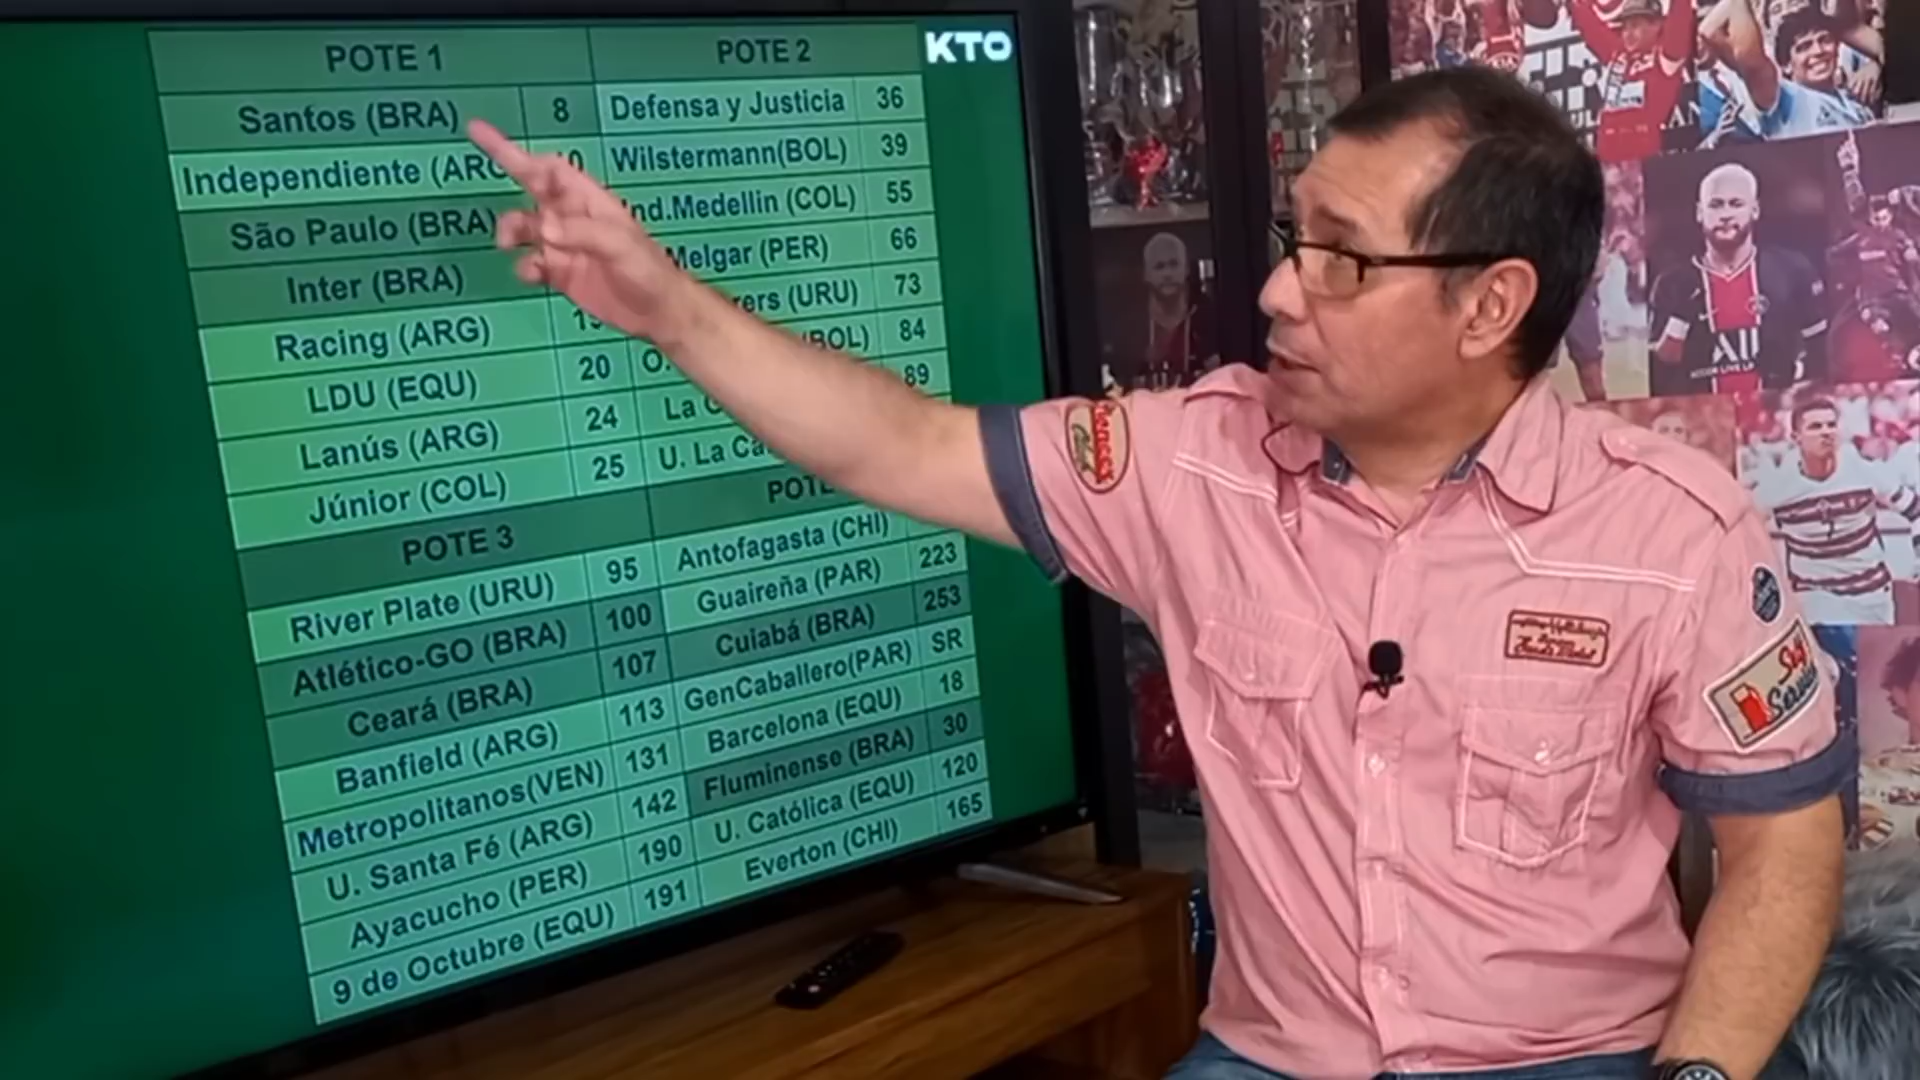 KTO
POTE 1
Santos (BRA) 8
Independiente (ARG
São Paulo (BRA)
Inter (BRA)
Racing (ARG)
LDU (EQU) 20
Lanús (ARG) 24
Júnior (COL) 25
POTE 2
Defensa y Justicia 36
Wilstermann(BOL) 39
Ind.Medellin (COL) 55
Melgar (PER) 66
(URU) 73
84
89
U. La
POTE 3
River Plate (URU) 95
Atlético-GO (BRA) 100
Ceará (BRA) 107
Banfield (ARG) 113
Metropolitanos(VEN) 131
U. Santa Fé (ARG) 142
Ayacucho (PER) 190
9 de Octubre (EQU) 191
POTE
Antofagasta (CHI)
Guaireña (PAR) 223
Cuiabá (BRA) 253
GenCaballero(PAR) SR
Barcelona (EQU) 18
Fluminense (BRA) 30
U. Católica (EQU) 120
Everton (CHI) 165